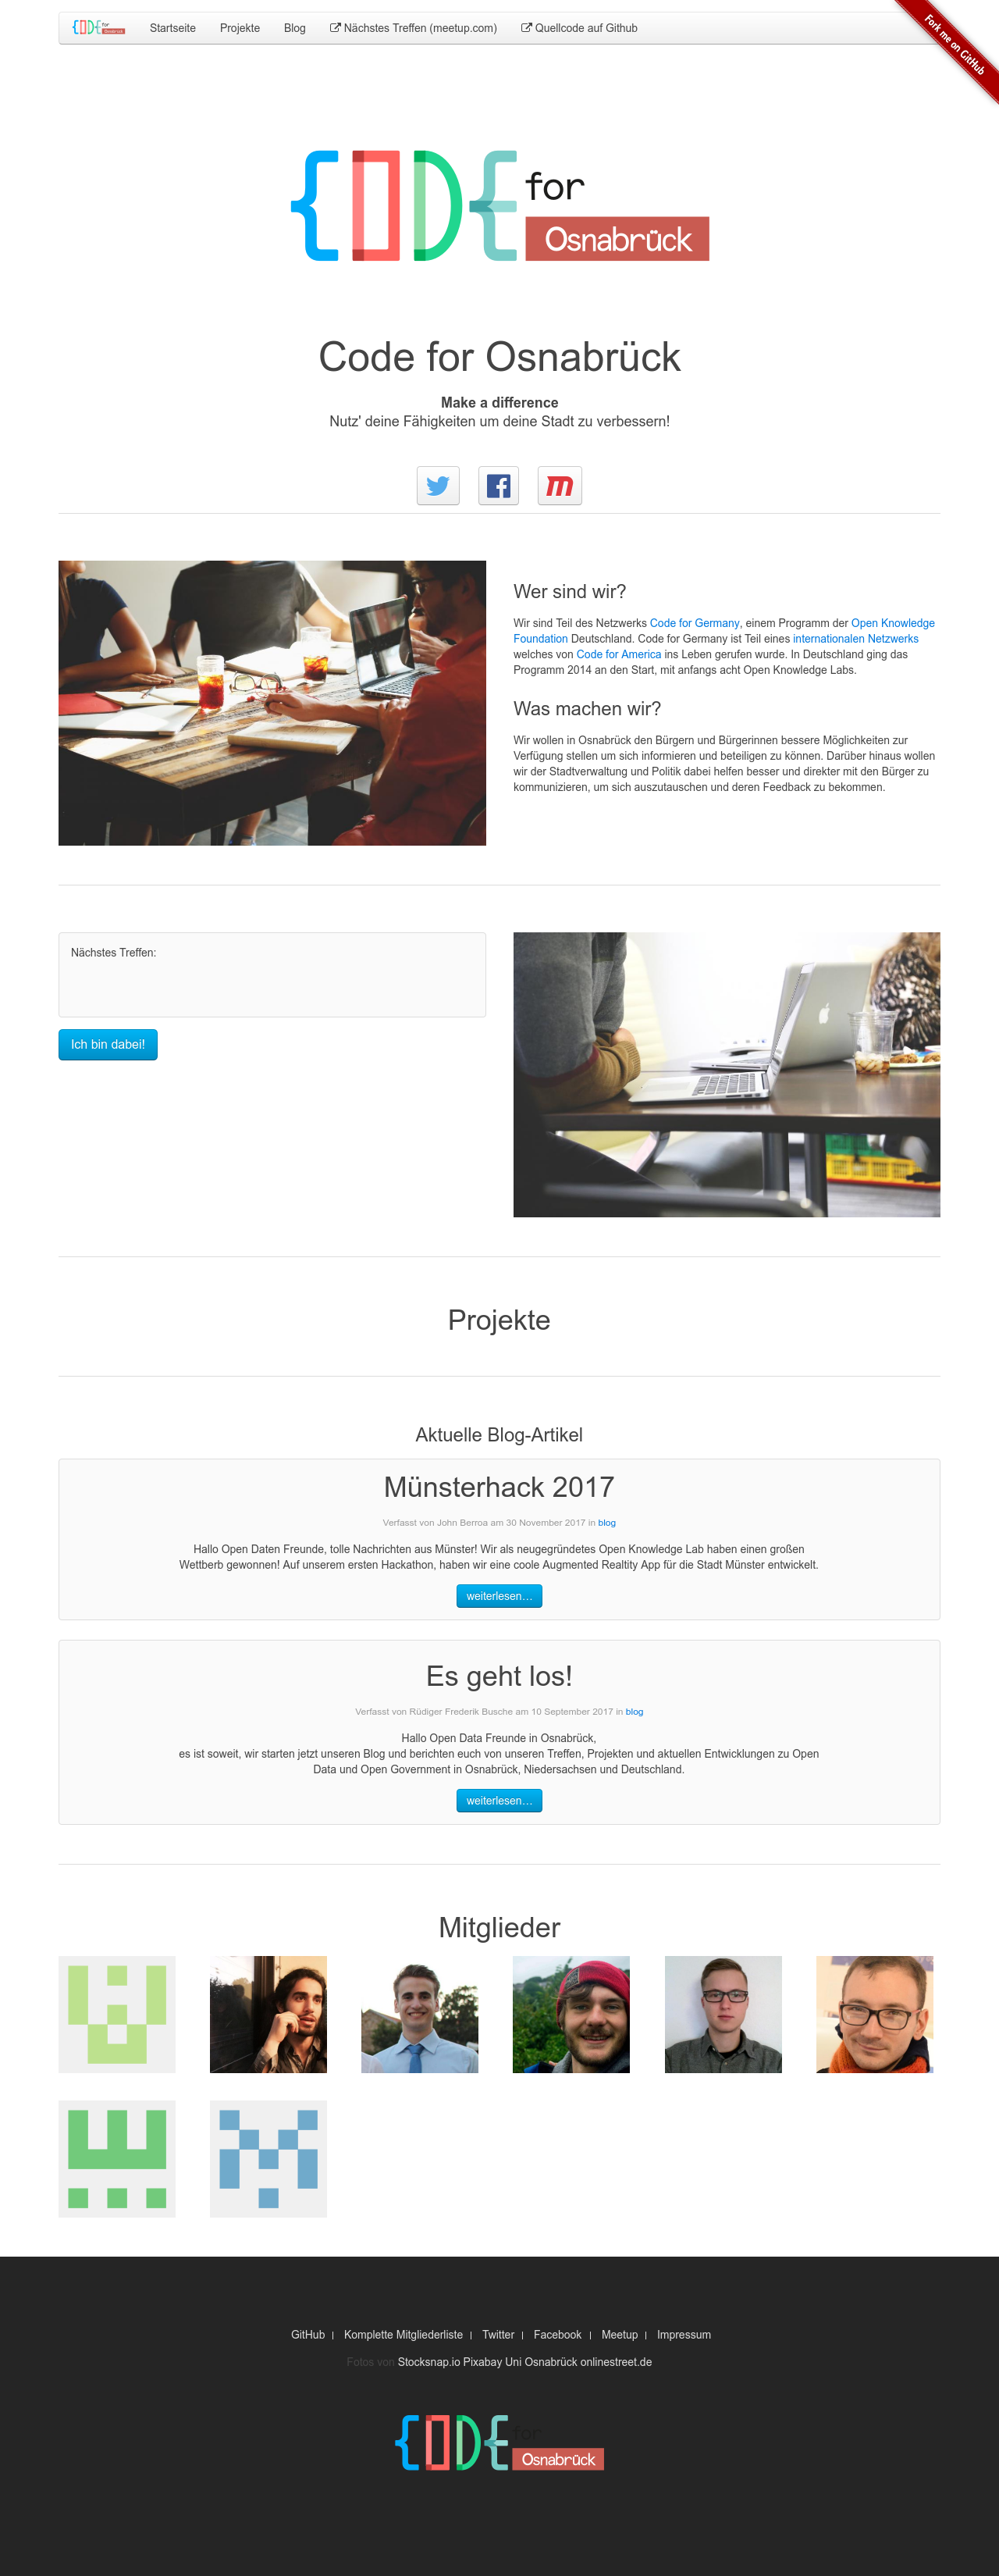 CODE for Osnabrück Startseite Projekte Blog Nächstes Treffen (meetup.com) Quellcode auf Github
Fork me on GitHub
CODE for
Osnabrück
Code for Osnabrück
Make a difference
Nutz' deine Fähigkeiten um deine Stadt zu verbessern!
Wer sind wir?
Wir sind Teil des Netzwerks Code for Germany, einem Programm der Open Knowledge
Foundation Deutschland. Code for Germany ist Teil eines internationalen Netzwerks
welches von Code for America ins Leben gerufen wurde. In Deutschland ging das
Programm 2014 an den Start, mit anfangs acht Open Knowledge Labs.
Was machen wir?
Wir wollen in Osnabrück den Bürgern und Bürgerinnen bessere Möglichkeiten zur
Verfügung stellen um sich informieren und beteiligen zu können. Darüber hinaus wollen
wir der Stadtverwaltung und Politik dabei helfen besser und direkter mit den Bürger zu
kommunizieren, um sich auszutauschen und deren Feedback zu bekommen.
Nächstes Treffen:
Ich bin dabei!
Projekte
Aktuelle Blog-Artikel
Münsterhack 2017
Verfasst von John Berroa am 30 November 2017 in blog
Hallo Open Daten Freunde, tolle Nachrichten aus Münster! Wir als neugegründetes Open Knowledge Lab haben einen großen
Wettberb gewonnen! Auf unserem ersten Hackathon, haben wir eine coole Augmented Realtity App für die Stadt Münster entwickelt.
weiterlesen…
Es geht los!
Verfasst von Rüdiger Frederik Busche am 10 September 2017 in blog
Hallo Open Data Freunde in Osnabrück,
es ist soweit, wir starten jetzt unseren Blog und berichten euch von unseren Treffen, Projekten und aktuellen Entwicklungen zu Open
Data und Open Government in Osnabrück, Niedersachsen und Deutschland.
weiterlesen…
Mitglieder
GitHub | Komplette Mitgliederliste | Twitter | Facebook | Meetup | Impressum
Fotos von Stocksnap.io Pixabay Uni Osnabrück onlinestreet.de
CODE for
Osnabrück